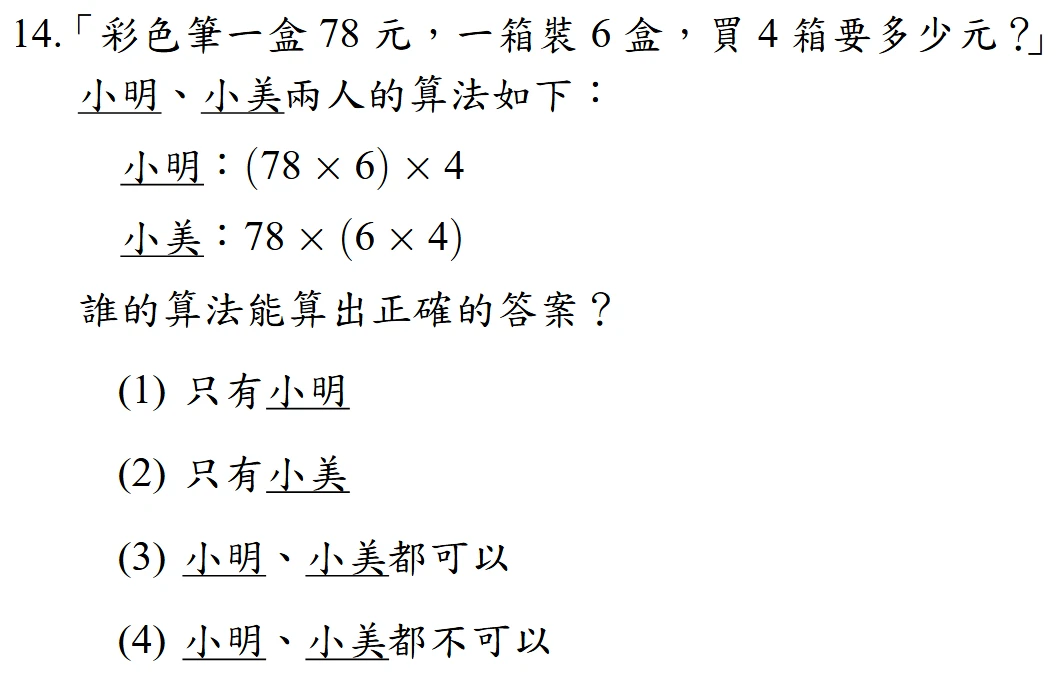 14.「彩色筆一盒 78 元，一箱裝 6 盒，買 4 箱要多少元？」
小明、小美兩人的算法如下：
小明：(78 × 6) × 4
小美：78 × (6 × 4)
誰的算法能算出正確的答案？
(1) 只有小明
(2) 只有小美
(3) 小明、小美都可以
(4) 小明、小美都不可以